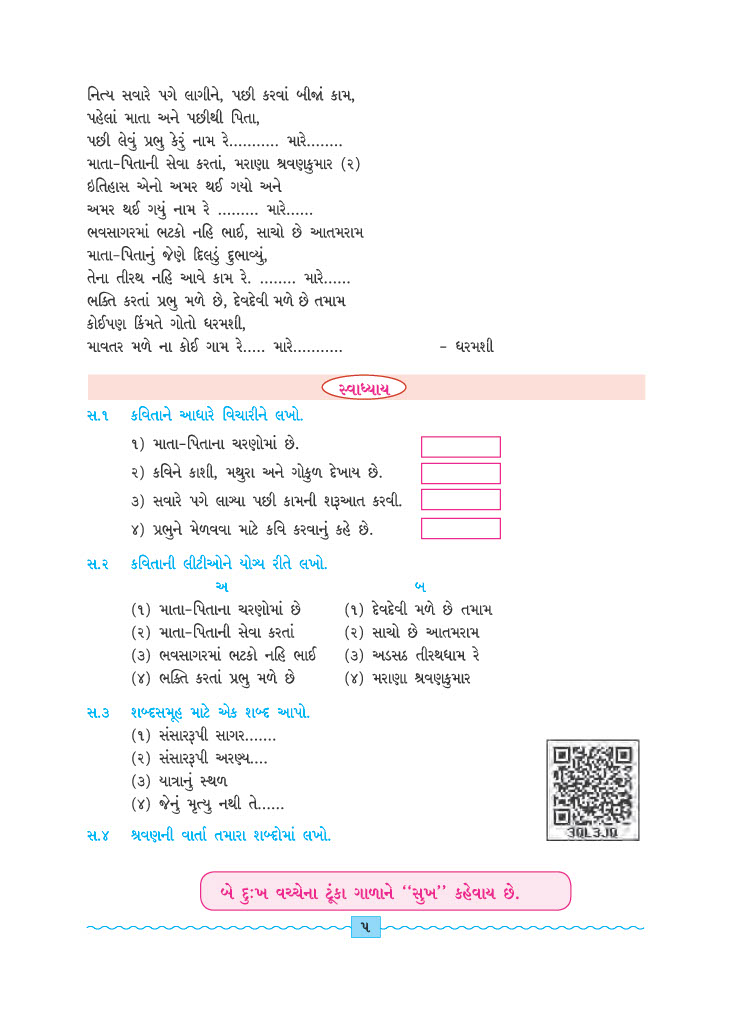 નિત્ય સવારે પગે લાગીને, પછી કરવાં બીજાં કામ,
પહેલાં માતા અને પછીથી પિતા,
પછી લેવું પ્રભુ કેરું નામ રે........... મારે........
માતા-પિતાની સેવા કરતાં, મરાણા શ્રવણકુમાર (૨)
ઇતિહાસ એનો અમર થઈ ગયો અને
અમર થઈ ગયું નામ રે ......... મારે......
ભવસાગરમાં ભટકો નહિ ભાઈ, સાચો છે આતમરામ
માતા-પિતાનું જેણે દિલડું દુભાવ્યું,
તેના તીરથ નહિ આવે કામ રે. ........ મારે......
ભક્તિ કરતાં પ્રભુ મળે છે, દેવદેવી મળે છે તમામ
કોઈપણ કિંમતે ગોતો ધરમશી,
માવતર મળે ના કોઈ ગામ રે..... મારે...........
- ધરમશી
સ્વાધ્યાય
સ.૧ કવિતાને આધારે વિચારીને લખો.
૧) માતા-પિતાના ચરણોમાં છે.
૨) કવિને કાશી, મથુરા અને ગોકુળ દેખાય છે.
૩) સવારે પગે લાગ્યા પછી કામની શરૂઆત કરવી.
૪) પ્રભુને મેળવવા માટે કવિ કરવાનું કહે છે.
સ.૨ કવિતાની લીટીઓને યોગ્ય રીતે લખો.
અ બ
(૧) માતા-પિતાના ચરણોમાં છે (૧) દેવદેવી મળે છે તમામ
(૨) માતા-પિતાની સેવા કરતાં (૨) સાચો છે આતમરામ
(૩) ભવસાગરમાં ભટકો નહિ ભાઈ (૩) અડસઠ તીરથધામ રે
(૪) ભક્તિ કરતાં પ્રભુ મળે છે (૪) મરાણા શ્રવણકુમાર
સ.૩ શબ્દસમૂહ માટે એક શબ્દ આપો.
(૧) સંસારરૂપી સાગર.......
(૨) સંસારરૂપી અરણ્ય....
(૩) યાત્રાનું સ્થળ
(૪) જેનું મૃત્યુ નથી તે......
3QL3JQ
સ.૪ શ્રવણની વાર્તા તમારા શબ્દોમાં લખો.
બે દુઃખ વચ્ચેના ટૂંકા ગાળાને “સુખ” કહેવાય છે.
૫